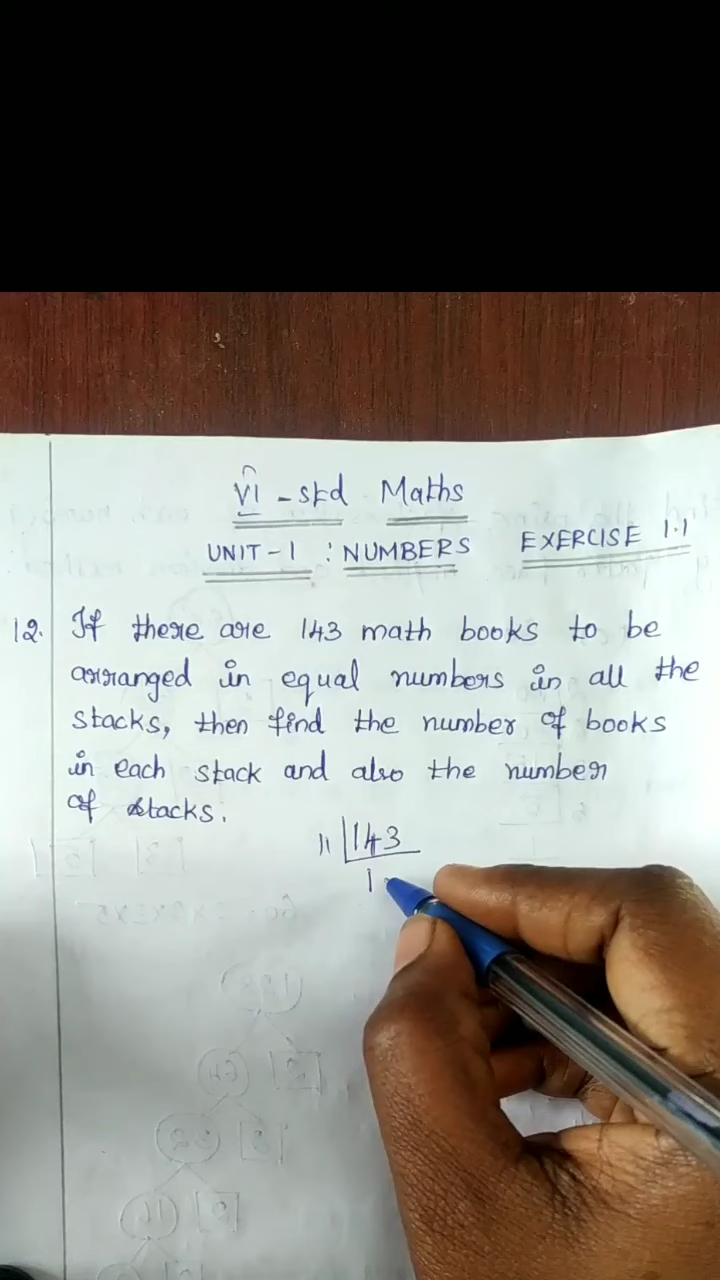 VI - std Maths
UNIT-1 : NUMBERS EXERCISE 1.1
12. If there are 143 math books to be
arranged in equal numbers in all the
stacks, then find the number of books
in each stack and also the number
of stacks.
11 143
1